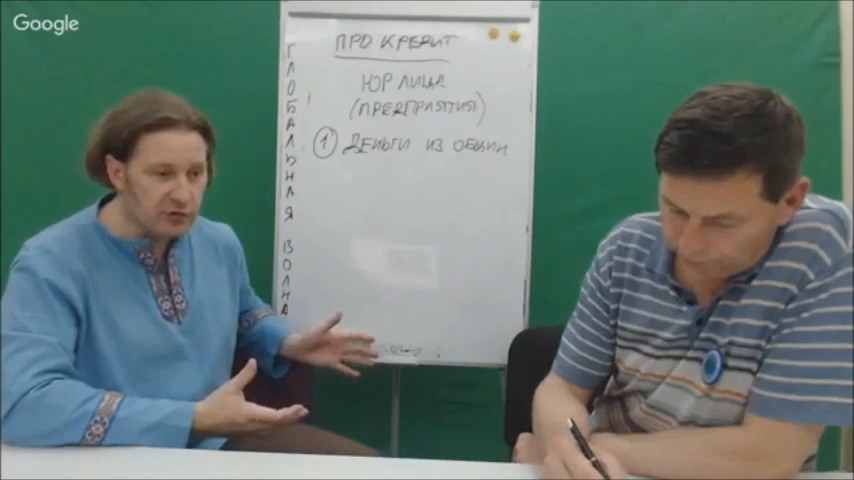 Google
ПРО КРЕДИТ
ЮР ЛИЦА
(ПРЕДПРИЯТИЯ)
1 ДЕНЬГИ ИЗ ОБЩИН
ГЛОБАЛЬНАЯ ВОЛНА